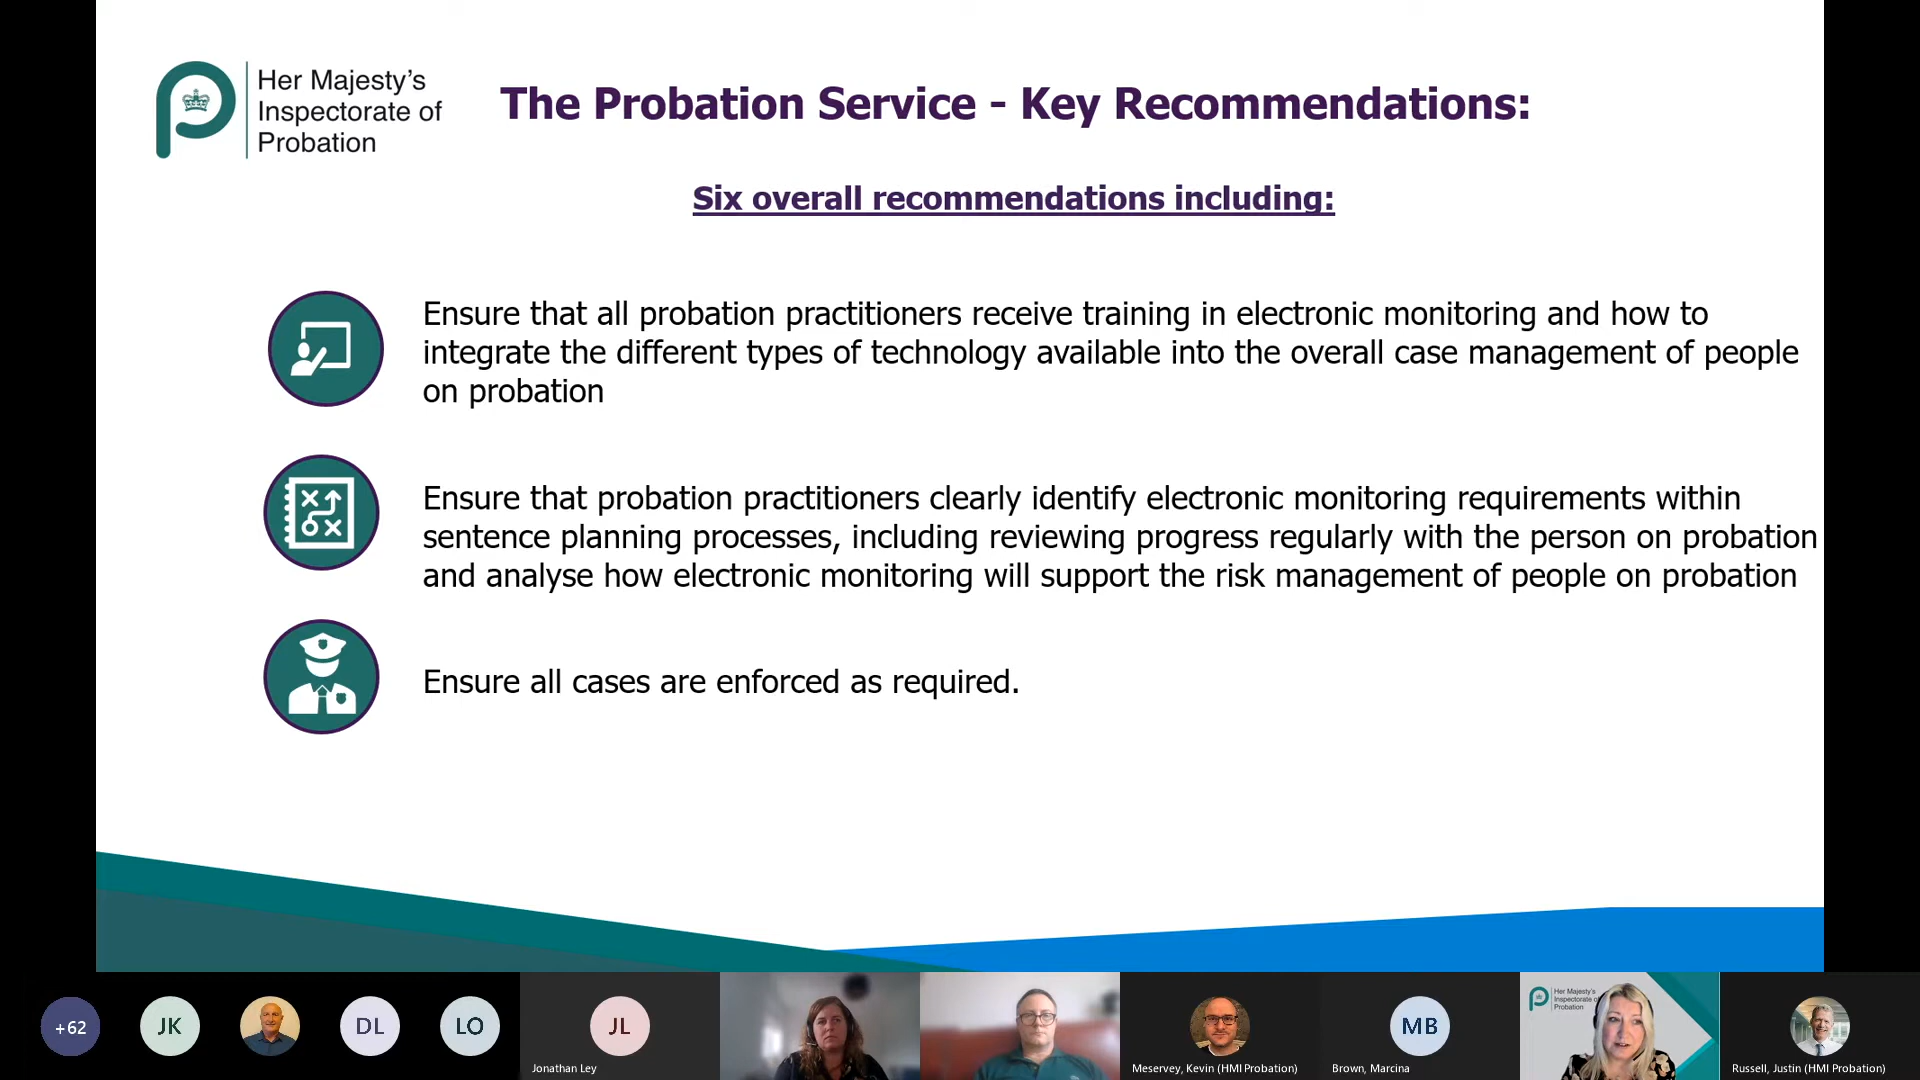 Her Majesty's
Inspectorate of
Probation
The Probation Service - Key Recommendations:
Six overall recommendations including:
Ensure that all probation practitioners receive training in electronic monitoring and how to
integrate the different types of technology available into the overall case management of people
on probation
Ensure that probation practitioners clearly identify electronic monitoring requirements within
sentence planning processes, including reviewing progress regularly with the person on probation
and analyse how electronic monitoring will support the risk management of people on probation
Ensure all cases are enforced as required.
+62
JK
DL
LO
JL
Jonathan Ley
Meservey, Kevin (HMI Probation)
MB
Brown, Marcina
Her Majesty's
Inspectorate of
Probation
Russell, Justin (HMI Probation)